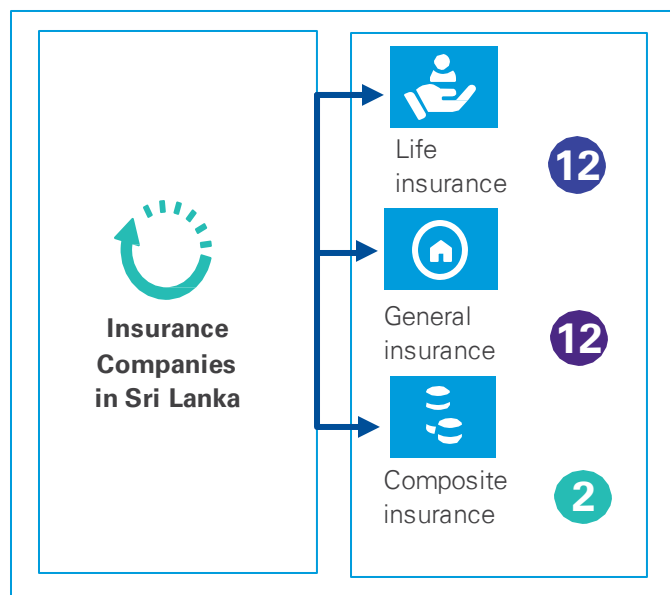 Insurance
Companies
in Sri Lanka
Life
insurance
12
General
insurance
12
Composite
insurance
2